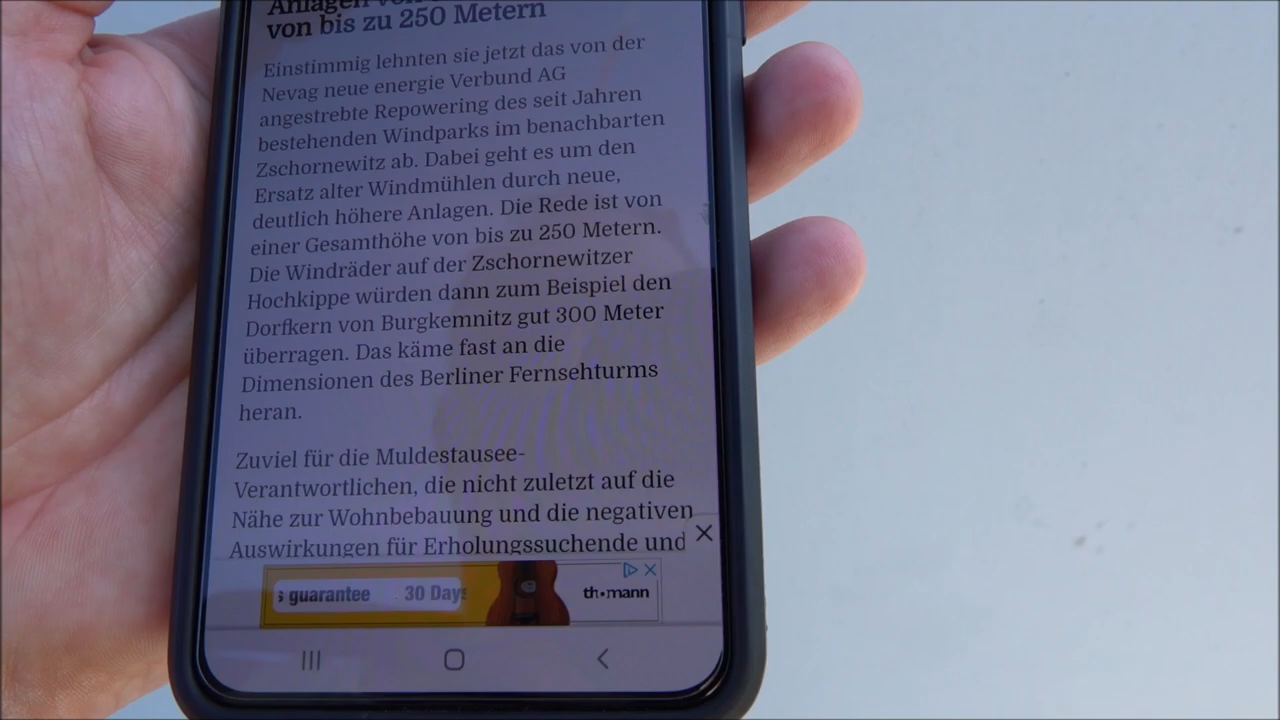 Anlagen
von bis zu 250 Metern
Einstimmig lehnten sie jetzt das von der
Nevag neue energie Verbund AG
angestrebte Repowering des seit Jahren
bestehenden Windparks im benachbarten
Zschornewitz ab. Dabei geht es um den
Ersatz alter Windmühlen durch neue,
deutlich höhere Anlagen. Die Rede ist von
einer Gesamthöhe von bis zu 250 Metern.
Die Windräder auf der Zschornewitzer
Hochkippe würden dann zum Beispiel den
Dorfkern von Burgkemnitz gut 300 Meter
überragen. Das käme fast an die
Dimensionen des Berliner Fernsehturms
heran.
Zuviel für die Muldestausee-
Verantwortlichen, die nicht zuletzt auf die
Nähe zur Wohnbebauung und die negativen
Auswirkungen für Erholungssuchende und
s guarantee 30 Days th•mann